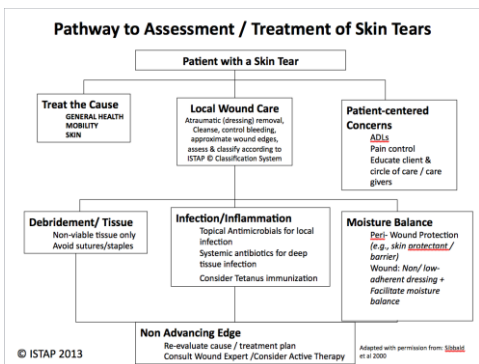 Pathway to Assessment / Treatment of Skin Tears
Patient with a Skin Tear
Treat the Cause
GENERAL HEALTH
MOBILITY
SKIN
Local Wound Care
Atraumatic (dressing) removal,
Cleanse, control bleeding,
approximate wound edges,
assess & classify according to
ISTAP © Classification System
Patient-centered
Concerns
ADLs
Pain control
Educate client &
circle of care / care
givers
Debridement/ Tissue
Non-viable tissue only
Avoid sutures/staples
Infection/Inflammation
Topical Antimicrobials for local
infection
Systemic antibiotics for deep
tissue infection
Consider Tetanus immunization
Moisture Balance
Peri- Wound Protection
(e.g., skin protectant /
barrier)
Wound: Non/ low-
adherent dressing +
Facilitate moisture
balance
Non Advancing Edge
Re-evaluate cause / treatment plan
Consult Wound Expert /Consider Active Therapy
© ISTAP 2013
Adapted with permission from: Sibbald
et al 2000